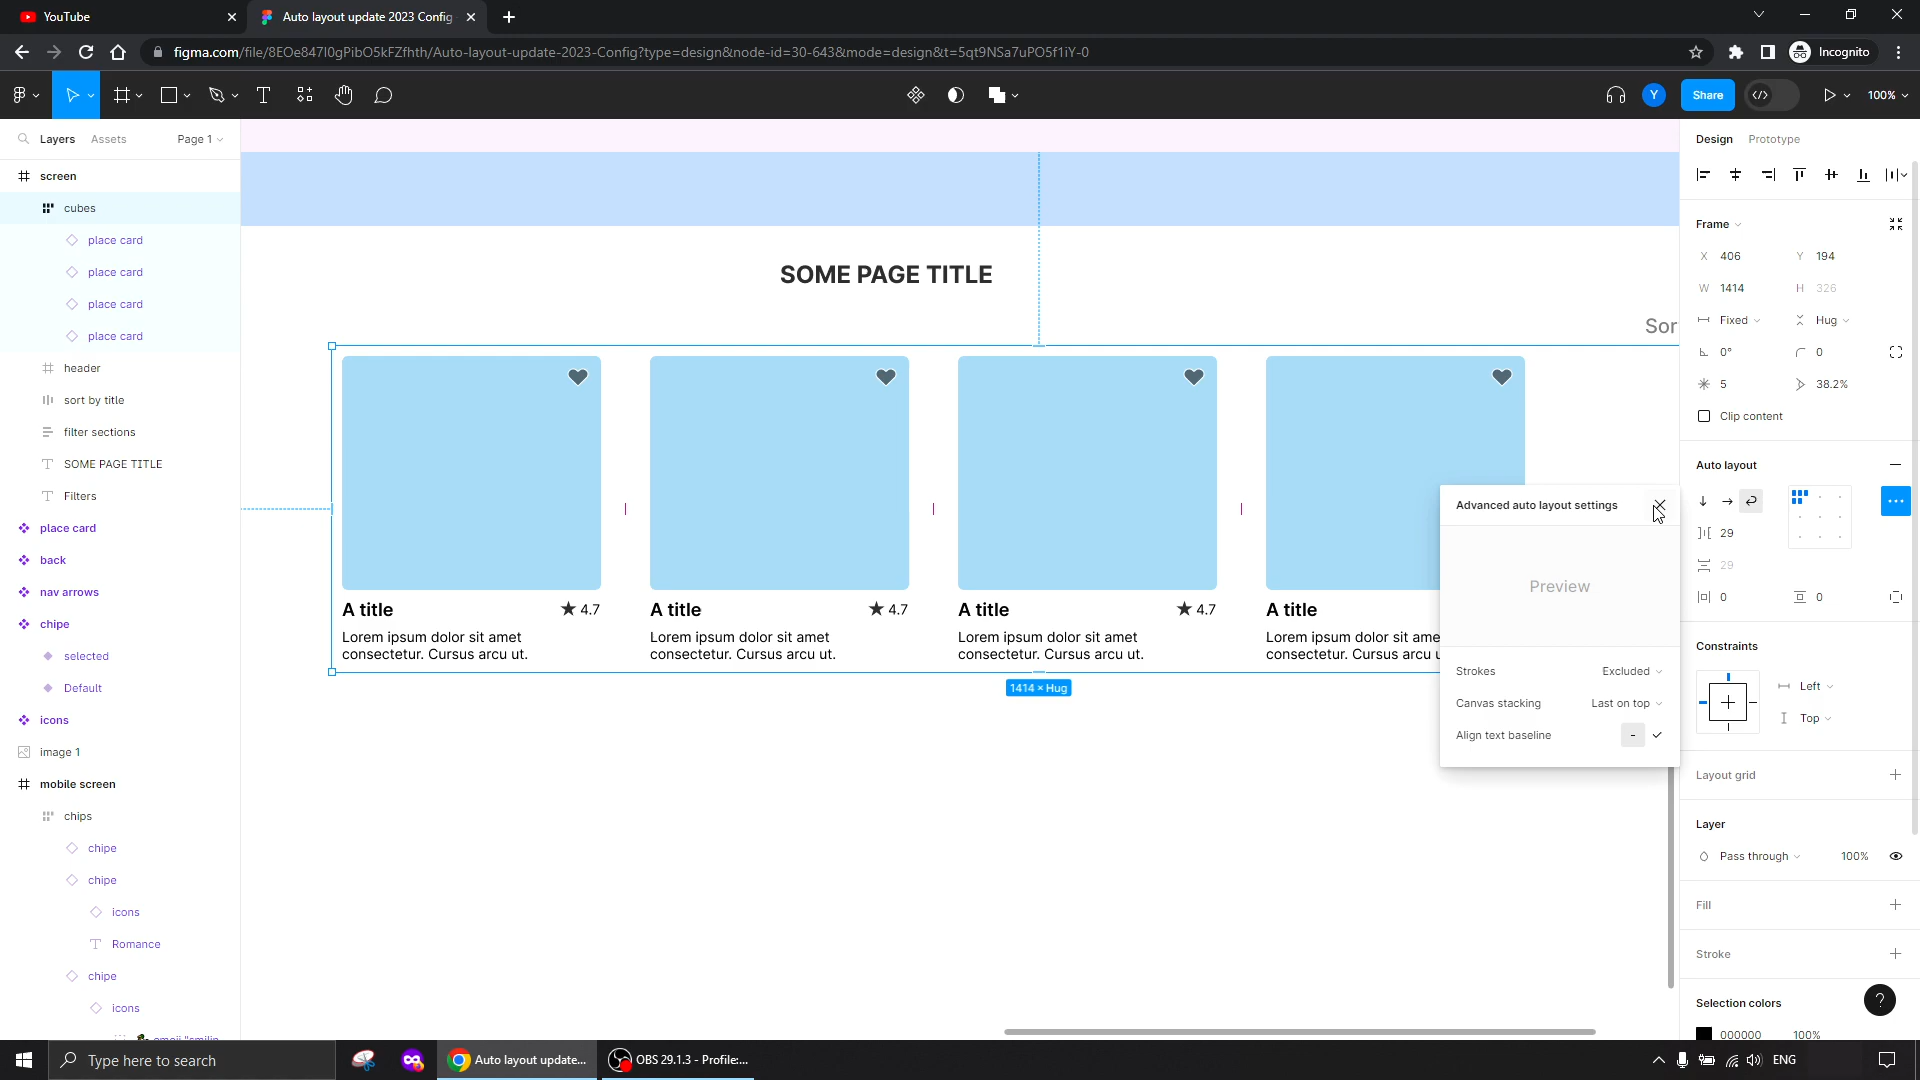 YouTube
Auto layout update 2023 Config
figma.com/file/8EOe847l0gPibO5kFZfhth/Auto-layout-update-2023-Config?type=design&node-id=30-643&mode=design&t=5qt9NSa7uPO5f1iY-0
Incognito
Y
Share
100%
Layers
Assets
Page 1
screen
cubes
place card
place card
place card
place card
header
sort by title
filter sections
SOME PAGE TITLE
Filters
place card
back
nav arrows
chipe
selected
Default
icons
image 1
mobile screen
chips
chipe
chipe
icons
Romance
chipe
icons
SOME PAGE TITLE
Sor
A title
4.7
Lorem ipsum dolor sit amet
consectetur. Cursus arcu ut.
A title
4.7
Lorem ipsum dolor sit amet
consectetur. Cursus arcu ut.
A title
4.7
Lorem ipsum dolor sit amet
consectetur. Cursus arcu ut.
A title
Lorem ipsum dolor sit ame
consectetur. Cursus arcu u
1414 × Hug
Advanced auto layout settings
Preview
Strokes
Excluded
Canvas stacking
Last on top
Align text baseline
-
Design
Prototype
Frame
X 406
Y 194
W 1414
H 326
Fixed
Hug
0°
0
5
38.2%
Clip content
Auto layout
29
29
0
0
Constraints
Left
Top
Layout grid
Layer
Pass through
100%
Fill
Stroke
Selection colors
000000
100%
?
Type here to search
Auto layout update...
OBS 29.1.3 - Profile:...
ENG